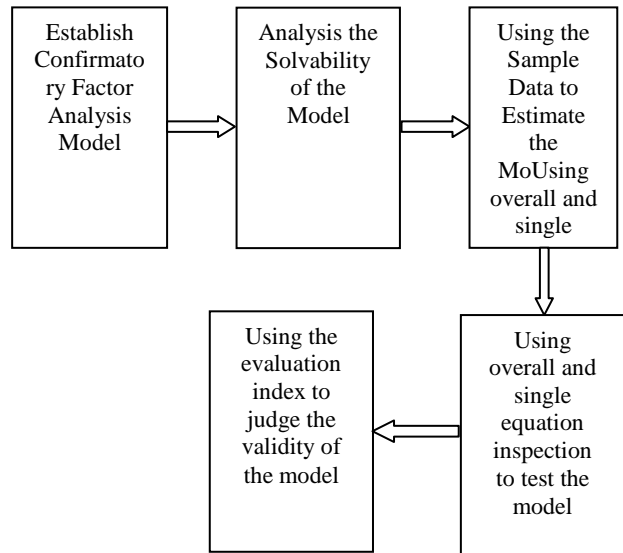 Establish
Confirmato
ry Factor
Analysis
Model
Analysis the
Solvability
of the
Model
Using the
Sample
Data to
Estimate
the
MoUsing
overall and
single
Using
overall and
single
equation
inspection
to test the
model
Using the
evaluation
index to
judge the
validity of
the model